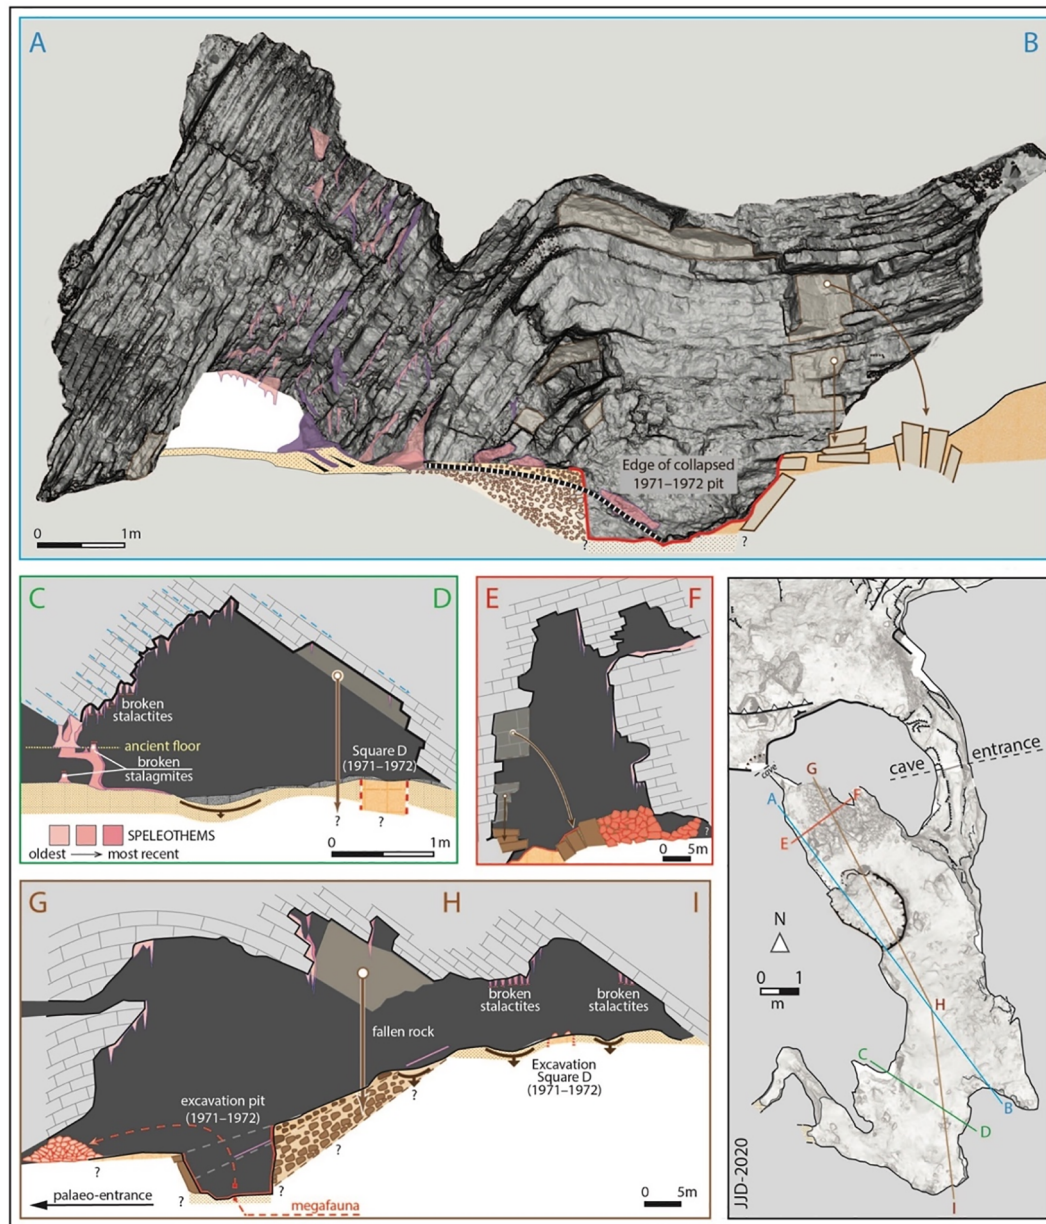 A
B
Edge of collapsed
1971–1972 pit
?
?
0 1m
C
D
broken
stalactites
ancient floor
broken
stalagmites
Square D
(1971–1972)
?
?
SPELEOTHEMS
oldest most recent
0 1m
E
F
?
0 5m
G
H
I
broken
stalactites
broken
stalactites
fallen rock
Excavation
Square D
(1971–1972)
excavation pit
(1971–1972)
?
?
?
?
?
palaeo-entrance
megafauna
0 5m
cave entrance
cave
G
A
F
E
N
0 1
m
H
C
B
D
I
JJD-2020